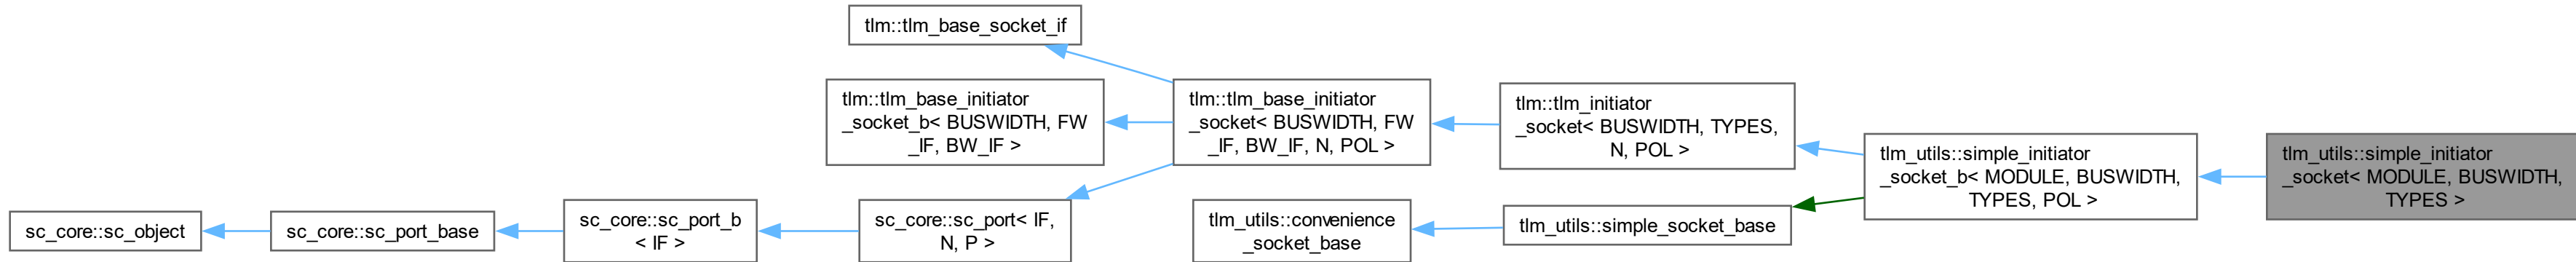 tlm::tlm_base_socket_if
tlm::tlm_base_initiator
_socket_b< BUSWIDTH, FW
_IF, BW_IF >
tlm::tlm_base_initiator
_socket< BUSWIDTH, FW
_IF, BW_IF, N, POL >
tlm::tlm_initiator
_socket< BUSWIDTH, TYPES,
N, POL >
tlm_utils::simple_initiator
_socket_b< MODULE, BUSWIDTH,
TYPES, POL >
tlm_utils::simple_initiator
_socket< MODULE, BUSWIDTH,
TYPES >
sc_core::sc_object
sc_core::sc_port_base
sc_core::sc_port_b
< IF >
sc_core::sc_port< IF,
N, P >
tlm_utils::convenience
_socket_base
tlm_utils::simple_socket_base